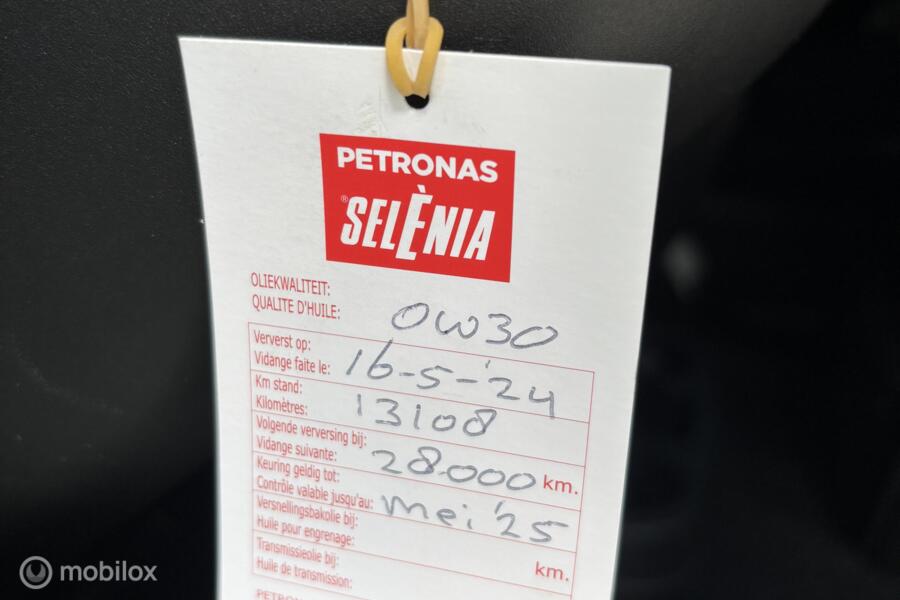 PETRONAS
® SELÈNIA
OLIEKWALITEIT:
QUALITE D'HUILE: 0W30
Ververst op:
Vidange faite le: 16-5-'24
Km stand:
Kilomètres: 13108
Volgende verversing bij:
Vidange suivante: 28.000 km.
Keuring geldig tot:
Contrôle valable jusqu'au: mei '25
Versnellingsbakolie bij:
Huile pour engrenage: km.
Transmissieolie bij:
Huile de transmission:
mobilox